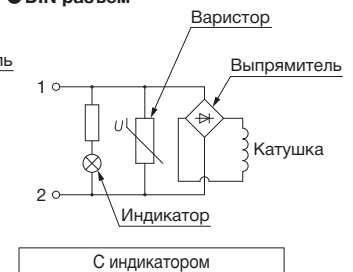 DIN разъем
Варистор
Выпрямитель
1
U
Катушка
2
Индикатор
С индикатором